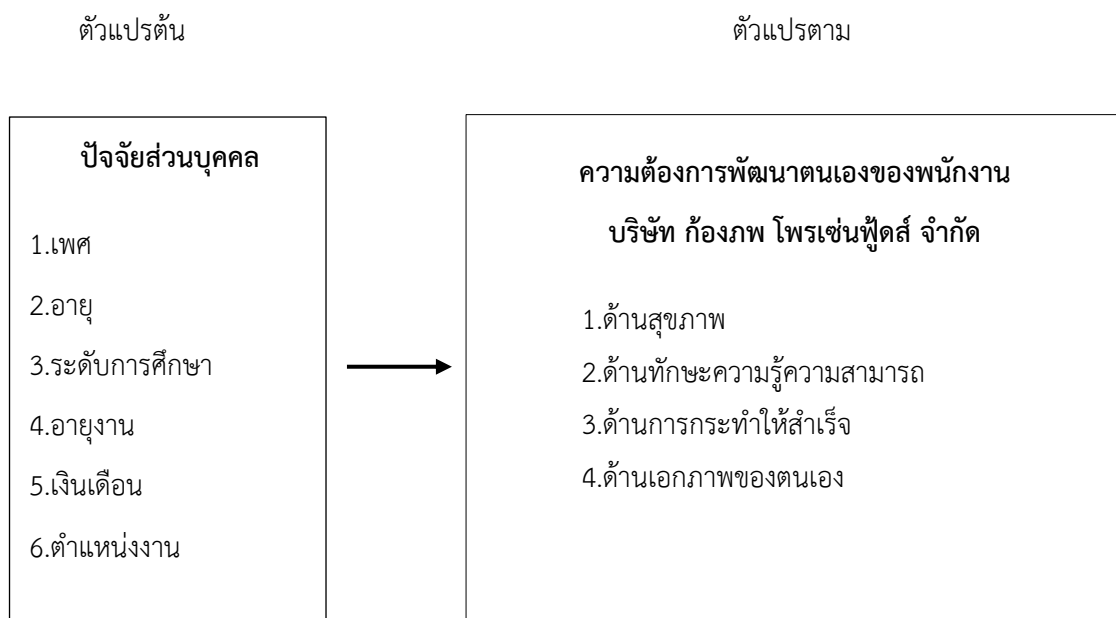 ตัวแปรต้น
ตัวแปรตาม
ปัจจัยส่วนบุคคล
1.เพศ
2.อายุ
3.ระดับการศึกษา
4.อายุงาน
5.เงินเดือน
6.ตำแหน่งงาน
ความต้องการพัฒนาตนเองของพนักงาน
บริษัท ก้องภพ โพรเซ่นฟู้ดส์ จำกัด
1.ด้านสุขภาพ
2.ด้านทักษะความรู้ความสามารถ
3.ด้านการกระทำให้สำเร็จ
4.ด้านเอกภาพของตนเอง